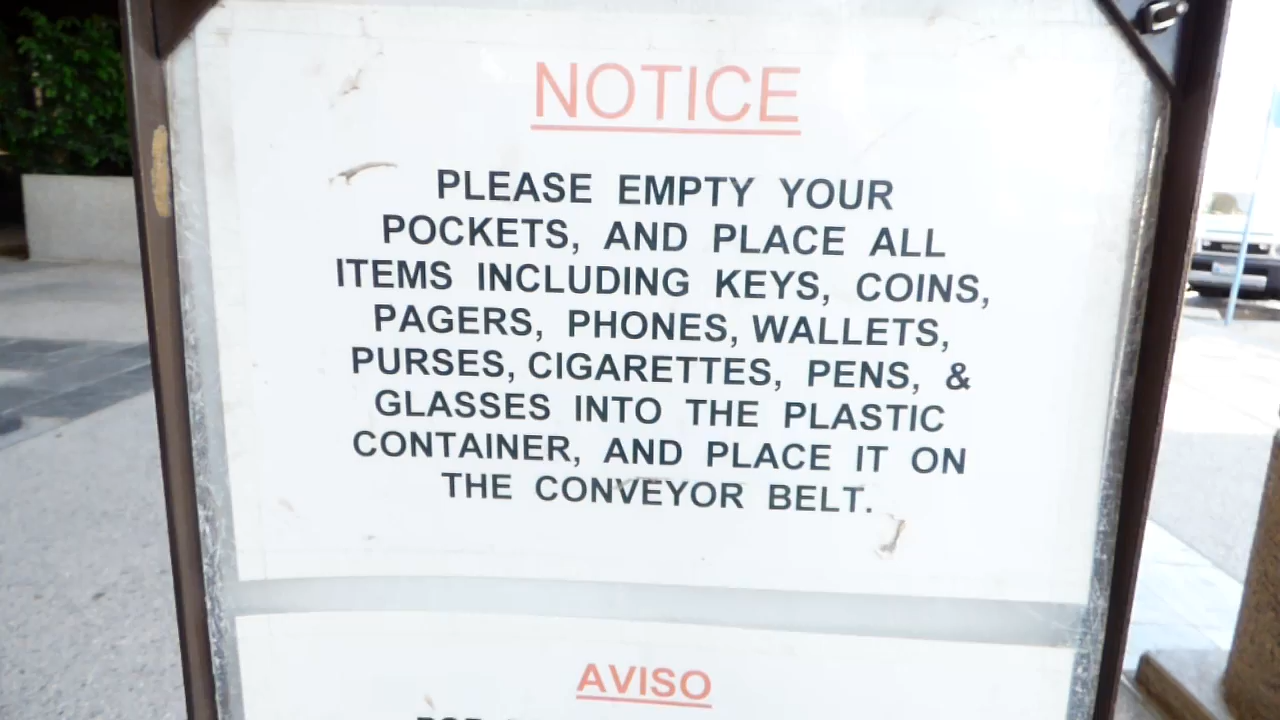 NOTICE
PLEASE EMPTY YOUR
POCKETS, AND PLACE ALL
ITEMS INCLUDING KEYS, COINS,
PAGERS, PHONES, WALLETS,
PURSES, CIGARETTES, PENS, &
GLASSES INTO THE PLASTIC
CONTAINER, AND PLACE IT ON
THE CONVEYOR BELT.
AVISO